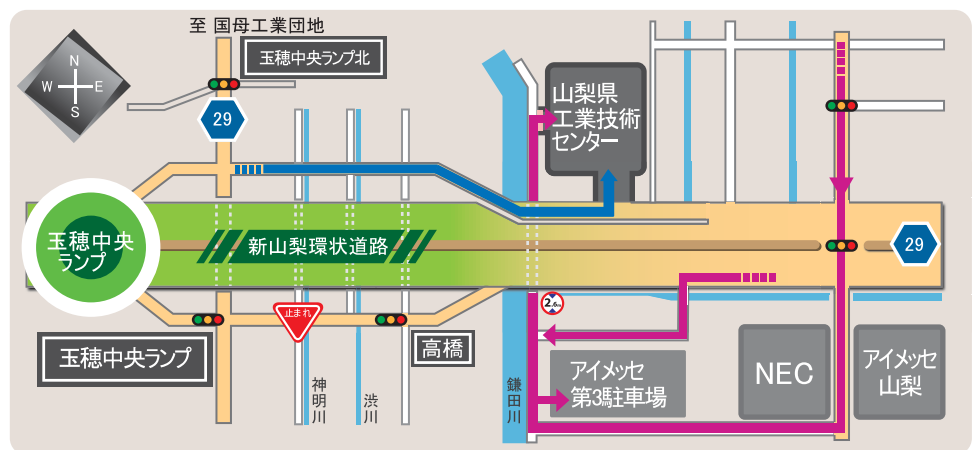 至 国母工業団地
玉穂中央ランプ北
N
W E
S
29
山梨県
工業技術
センター
玉穂中央
ランプ
新山梨環状道路
29
止まれ
2.6m
玉穂中央ランプ
高橋
神明川
渋川
鎌田川
アイメッセ
第3駐車場
NEC
アイメッセ
山梨